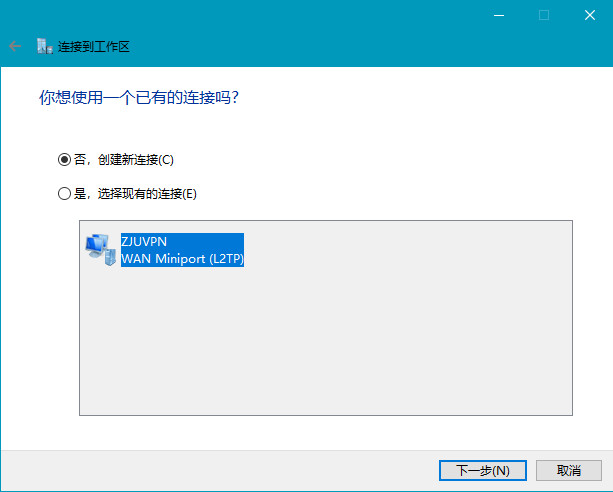 连接到工作区
你想使用一个已有的连接吗?
否，创建新连接(C)
是，选择现有的连接(E)
ZJUVPN
WAN Miniport (L2TP)
下一步(N)
取消